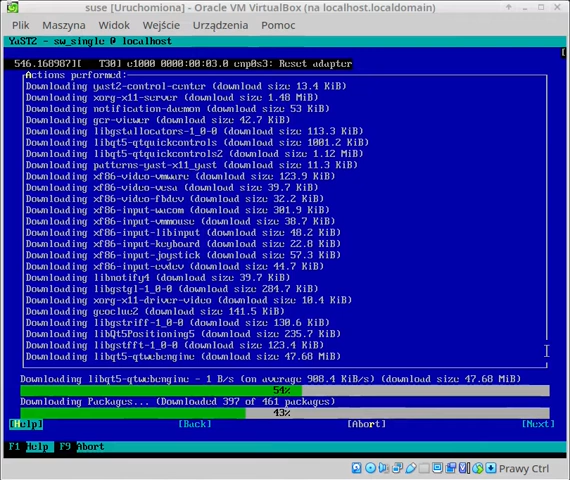 suse [Uruchomiona] - Oracle VM VirtualBox (na localhost.localdomain)
Plik Maszyna Widok Wejście Urządzenia Pomoc
YaST2 - sw_single @ localhost
546.168987][ T30] e1000 0000:00:03.0 enp0s3: Reset adapter
Actions performed:
Downloading yast2-control-center (download size 13.4 KiB)
Downloading xorg-x11-server (download size 1.48 MiB)
Downloading notification-daemon (download size 53 KiB)
Downloading gcr-viewer (download size 42.7 KiB)
Downloading libgstallocators-1_0-0 (download size 113.3 KiB)
Downloading libqt5-qtquickcontrols (download size 1001.2 KiB)
Downloading libqt5-qtquickcontrols2 (download size 1.12 MiB)
Downloading patterns-yast-x11_yast (download size 11.3 KiB)
Downloading xf86-video-vmware (download size 123.9 KiB)
Downloading xf86-video-vesa (download size 39.7 KiB)
Downloading xf86-video-fbdev (download size 32.2 KiB)
Downloading xf86-input-wacom (download size 301.9 KiB)
Downloading xf86-input-vmmouse (download size 38.7 KiB)
Downloading xf86-input-libinput (download size 48.2 KiB)
Downloading xf86-input-keyboard (download size 22.8 KiB)
Downloading xf86-input-joystick (download size 57.3 KiB)
Downloading xf86-input-evdev (download size 44.7 KiB)
Downloading libnotify4 (download size 39.7 KiB)
Downloading libgstgl-1_0-0 (download size 284.7 KiB)
Downloading xorg-x11-driver-video (download size 10.4 KiB)
Downloading geoclue2 (download size 141.5 KiB)
Downloading libgstriff-1_0-0 (download size 130.6 KiB)
Downloading libQt5Positioning5 (download size 235.7 KiB)
Downloading libgstfft-1_0-0 (download size 123.4 KiB)
Downloading libqt5-qtwebengine (download size 47.68 MiB)
Downloading libqt5-qtwebengine - 1 B/s (on average 908.4 KiB/s) (download size 47.68 MiB)
54%
Downloading Packages... (Downloaded 397 of 461 packages)
43%
[Help] [Back] [Abort] [Next]
F1 Help F9 Abort
Prawy Ctrl